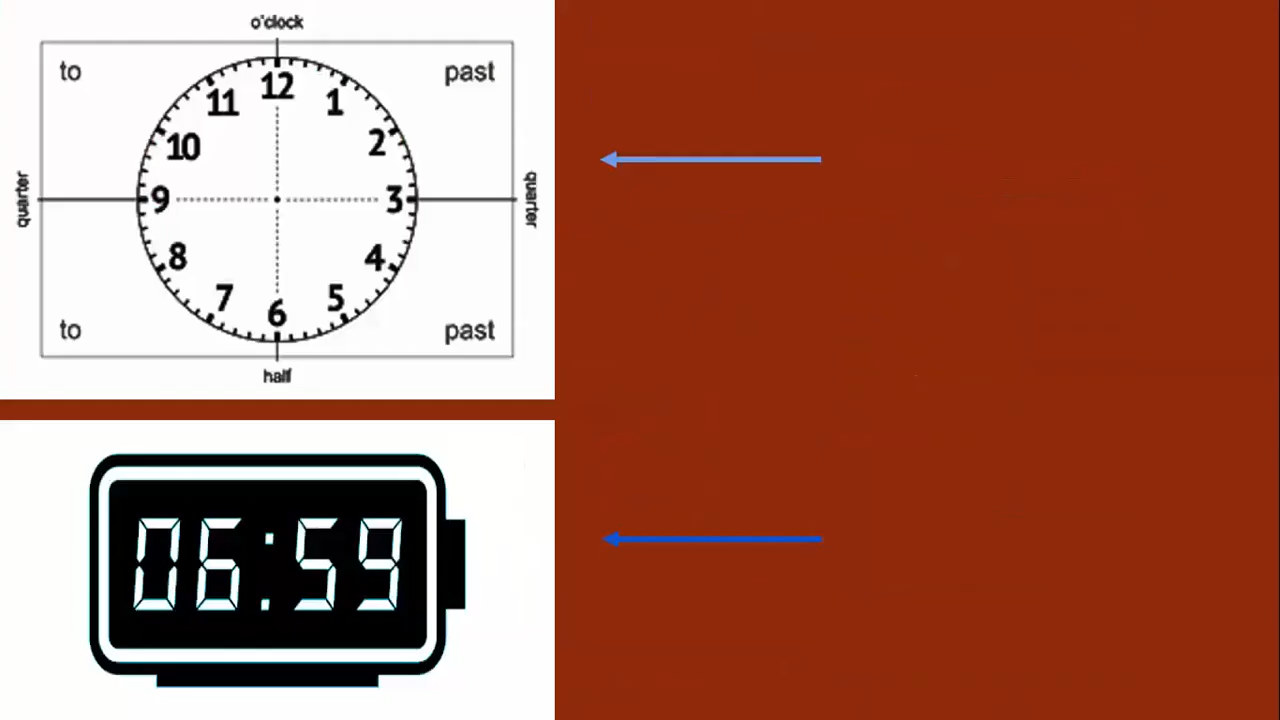 o'clock
to past
12
11 1
10 2
quarter 9 3 quarter
8 4
7 5
6
to past
half
06:59